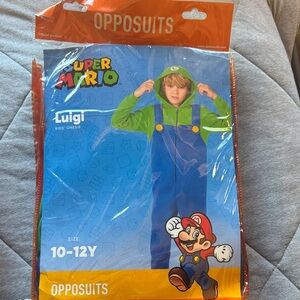 OPPOSUITS
SUPER
MARIO
Luigi
SIZE:
10-12Y
OPPOSUITS